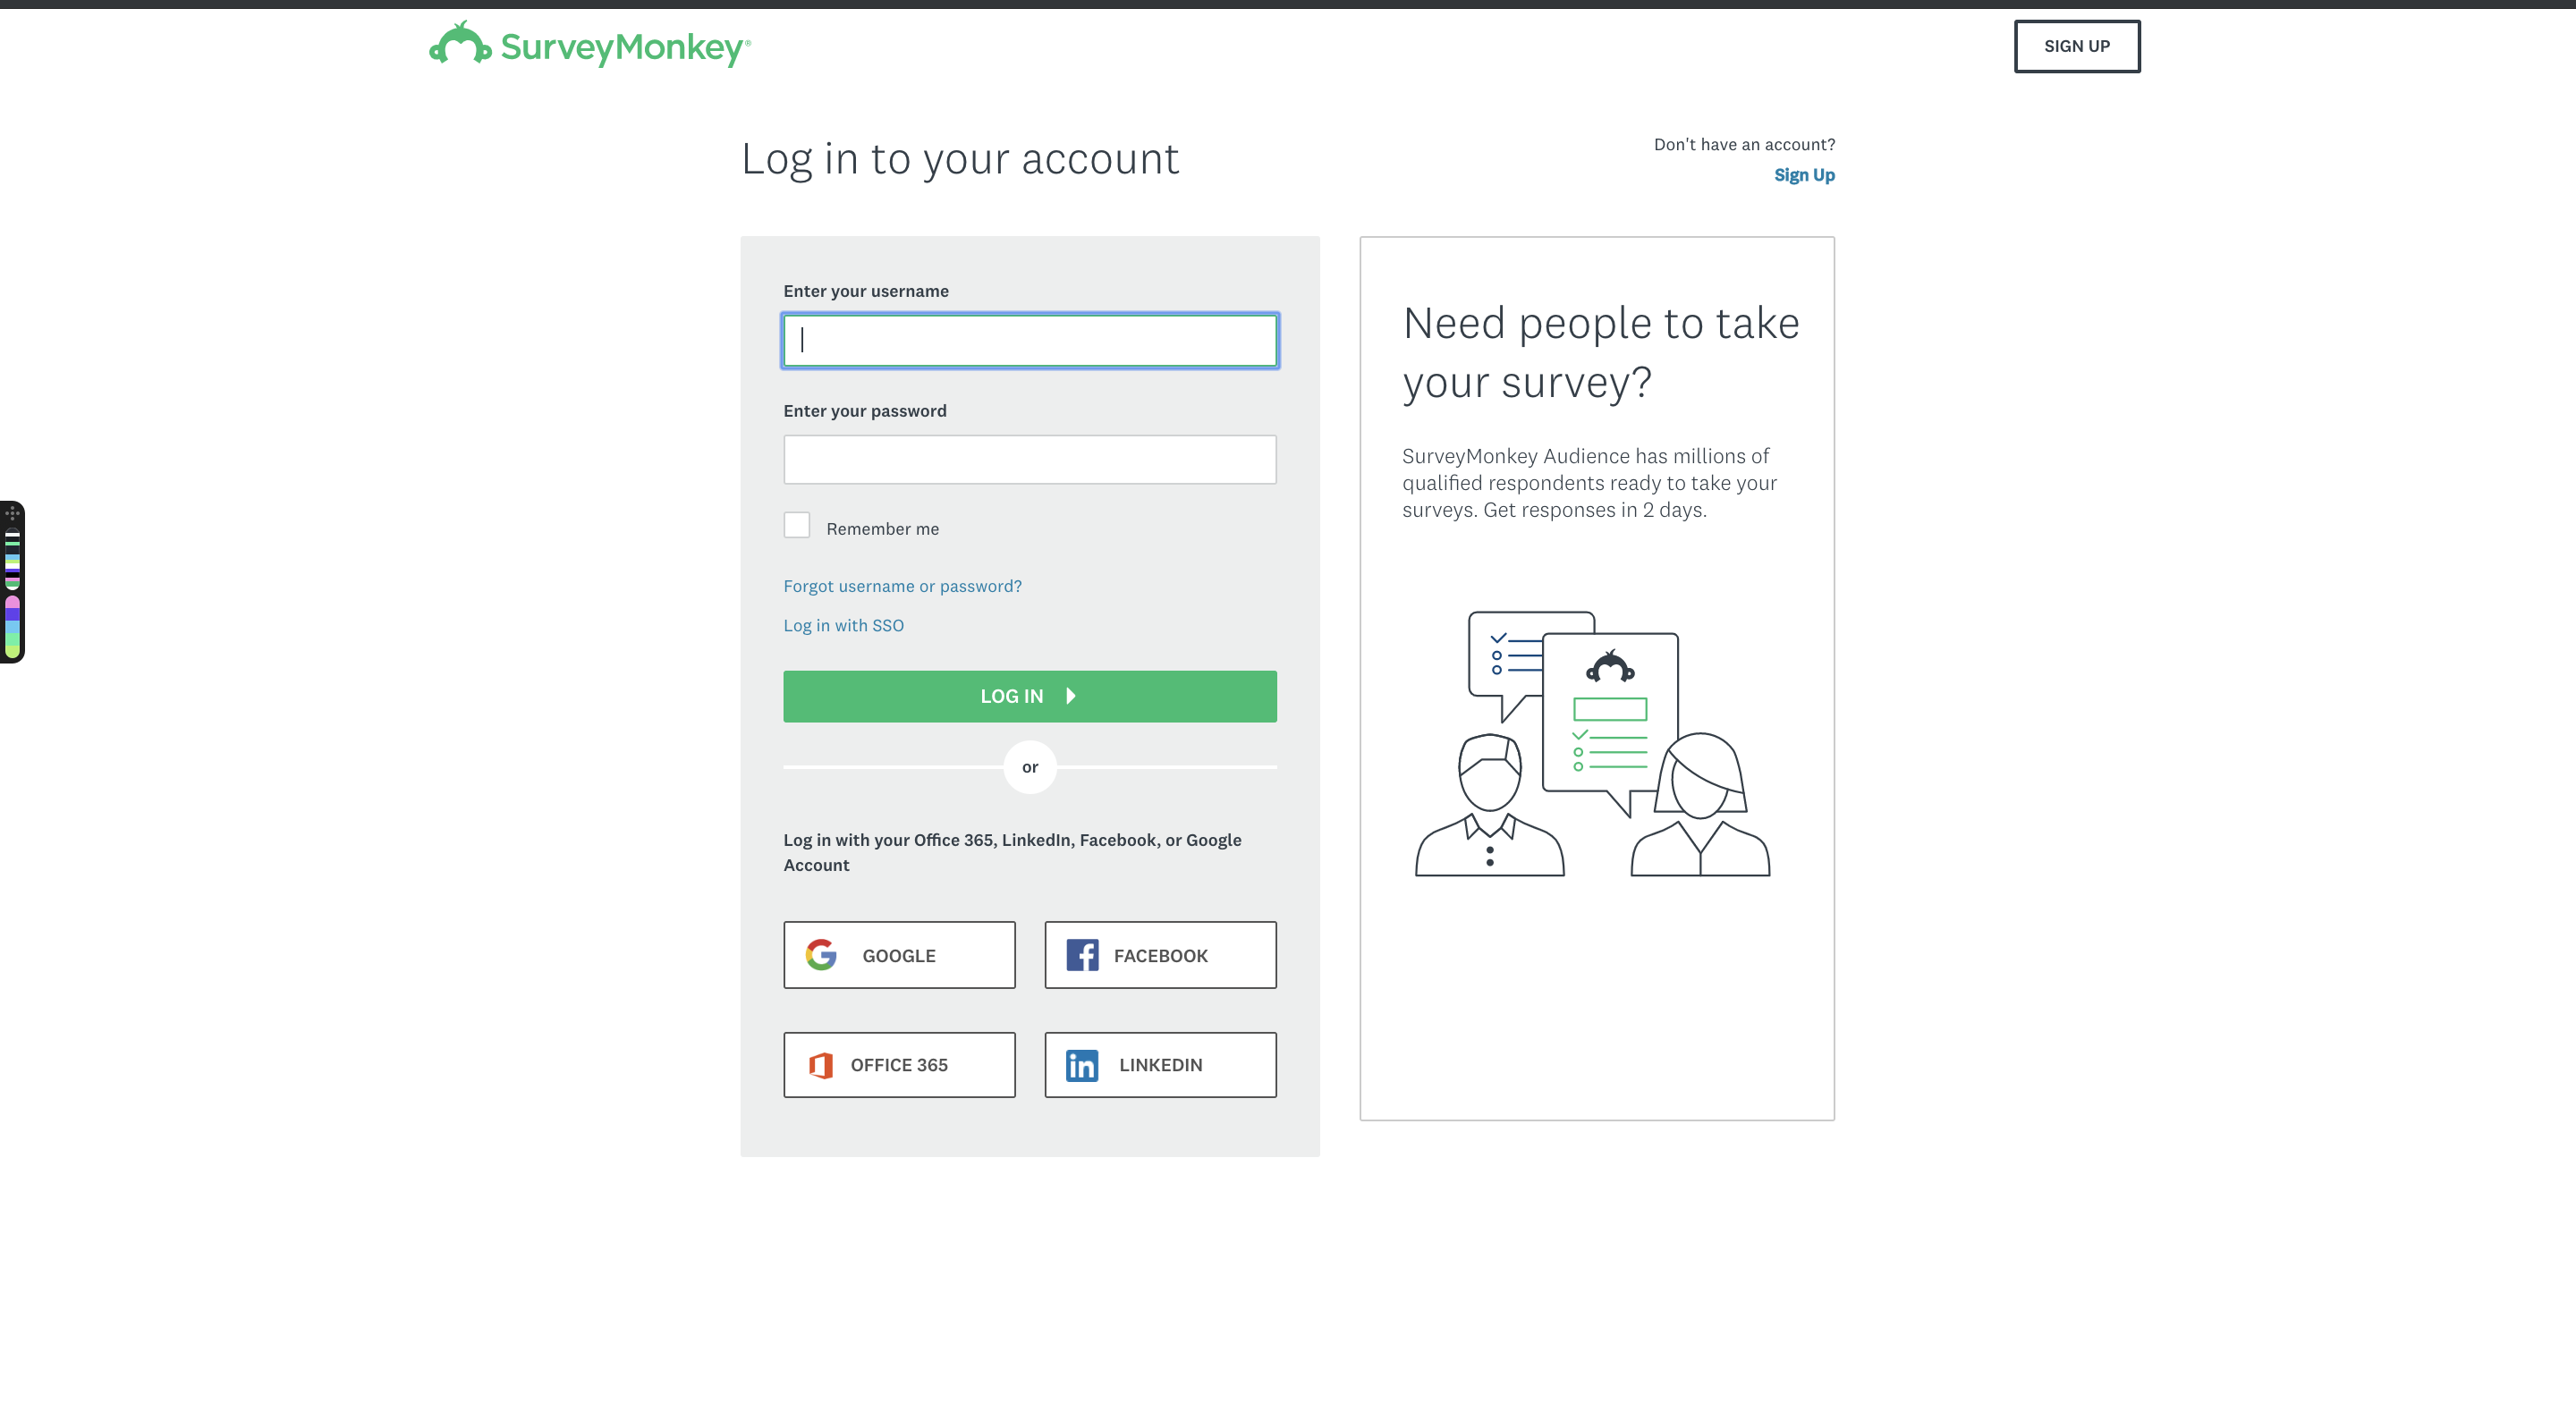 SurveyMonkey®
SIGN UP
Log in to your account
Don't have an account?
Sign Up
Enter your username
Enter your password
Remember me
Forgot username or password?
Log in with SSO
LOG IN
or
Log in with your Office 365, LinkedIn, Facebook, or Google
Account
GOOGLE
FACEBOOK
OFFICE 365
LINKEDIN
Need people to take
your survey?
SurveyMonkey Audience has millions of
qualified respondents ready to take your
surveys. Get responses in 2 days.